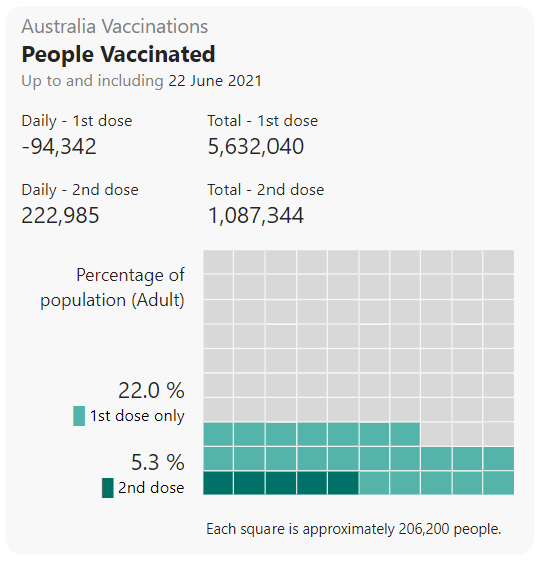 Australia Vaccinations
People Vaccinated
Up to and including 22 June 2021
Daily - 1st dose
-94,342
Total - 1st dose
5,632,040
Daily - 2nd dose
222,985
Total - 2nd dose
1,087,344
Percentage of
population (Adult)
22.0 %
1st dose only
5.3 %
2nd dose
Each square is approximately 206,200 people.